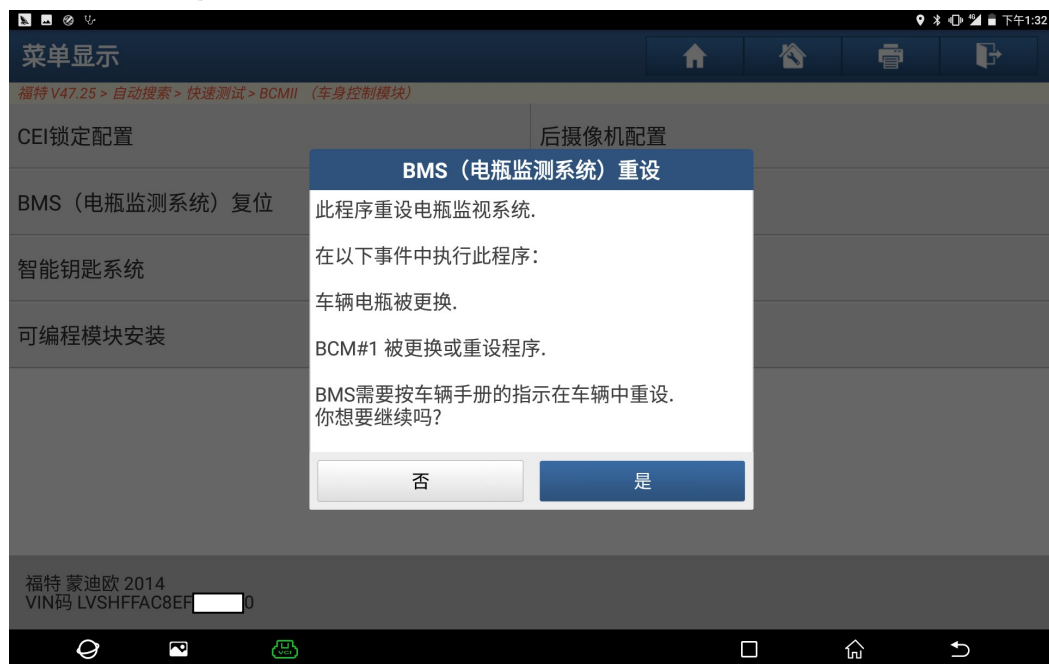 下午1:32
菜单显示
福特 V47.25 > 自动搜索 > 快速测试 > BCMII （车身控制模块）
CEI锁定配置
后摄像机配置
BMS（电瓶监测系统）复位
智能钥匙系统
可编程模块安装
BMS（电瓶监测系统）重设
此程序重设电瓶监视系统.
在以下事件中执行此程序：
车辆电瓶被更换.
BCM#1 被更换或重设程序.
BMS需要按车辆手册的指示在车辆中重设.
你想要继续吗?
否
是
福特 蒙迪欧 2014
VIN码 LVSHFFAC8EF 0
VCI